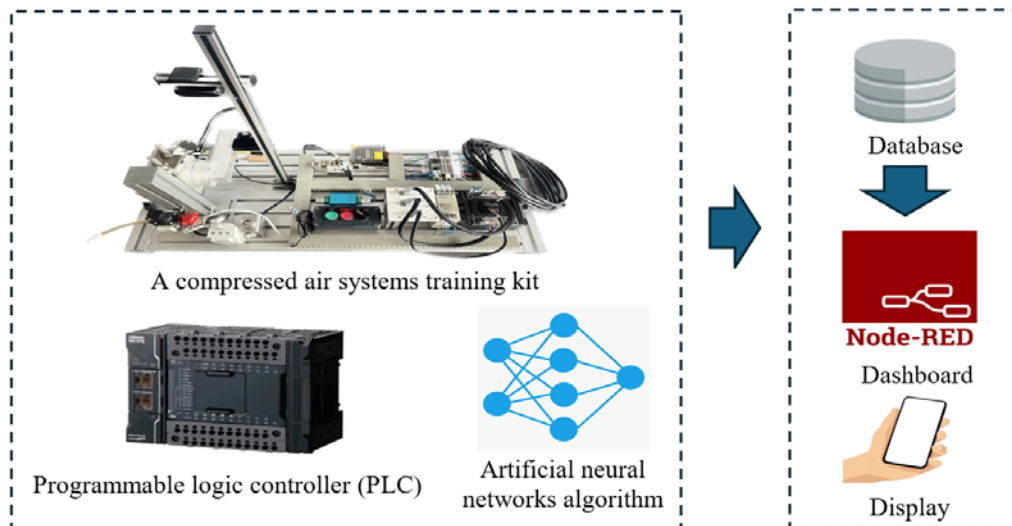 A compressed air systems training kit
Programmable logic controller (PLC)
Artificial neural
networks algorithm
Database
Node-RED
Dashboard
Display